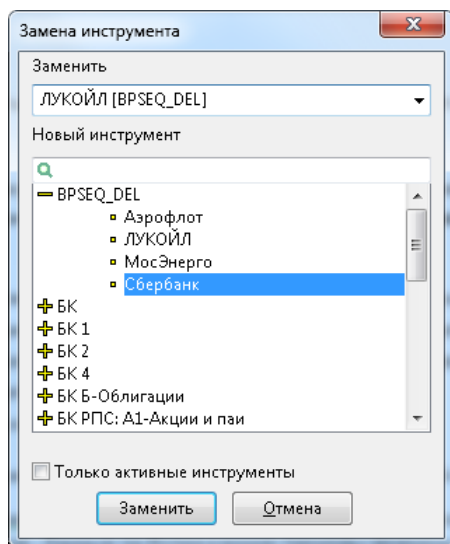 Замена инструмента
Заменить
ЛУКОЙЛ [BPSEQ_DEL]
Новый инструмент
BPSEQ_DEL
Аэрофлот
ЛУКОЙЛ
МосЭнерго
Сбербанк
БК
БК 1
БК 2
БК 4
БК Б-Облигации
БК РПС: А1-Акции и паи
Только активные инструменты
Заменить
Отмена